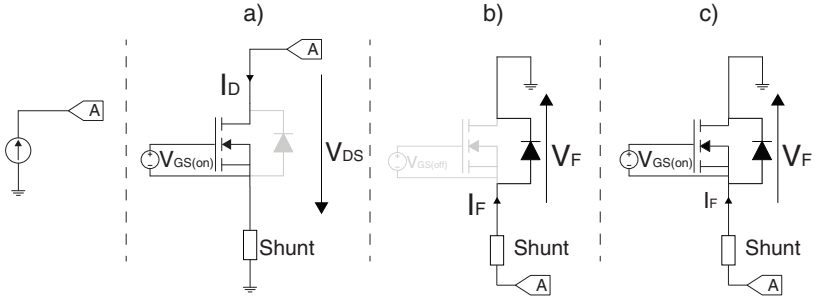 a)
b)
c)
A
A
I_D
V_GS(on)
V_DS
Shunt
V_GS(off)
V_F
I_F
Shunt
A
V_GS(on)
V_F
I_F
Shunt
A